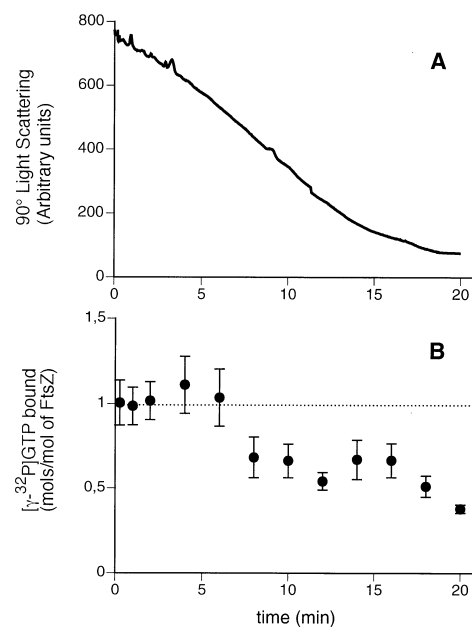 A
90° Light Scattering
(Arbitrary units)
800
600
400
200
0
0 5 10 15 20
B
[γ-32P]GTP bound
(mols/mol of FtsZ)
1,5
1
0,5
0
0 5 10 15 20
time (min)